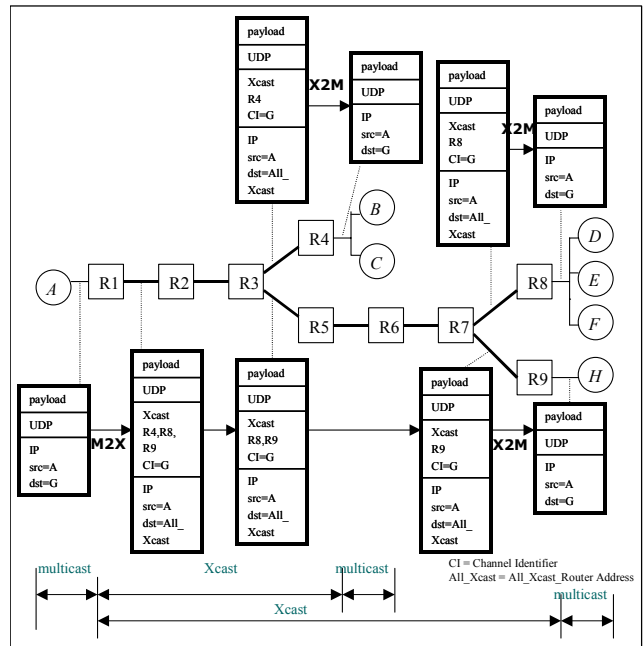 payload
UDP
Xcast
R4
CI=G
IP
src=A
dst=All_
Xcast
X2M
payload
UDP
IP
src=A
dst=G
payload
UDP
Xcast
R8
CI=G
IP
src=A
dst=All_
Xcast
X2M
payload
UDP
IP
src=A
dst=G
A
R1
R2
R3
R4
B
C
R5
R6
R7
R8
D
E
F
R9
H
payload
UDP
IP
src=A
dst=G
M2X
payload
UDP
Xcast
R4,R8,
R9
CI=G
IP
src=A
dst=All_
Xcast
payload
UDP
Xcast
R8,R9
CI=G
IP
src=A
dst=All_
Xcast
payload
UDP
Xcast
R9
CI=G
IP
src=A
dst=All_
Xcast
X2M
payload
UDP
IP
src=A
dst=G
CI = Channel Identifier
All_Xcast = All_Xcast_Router Address
multicast
Xcast
multicast
Xcast
multicast